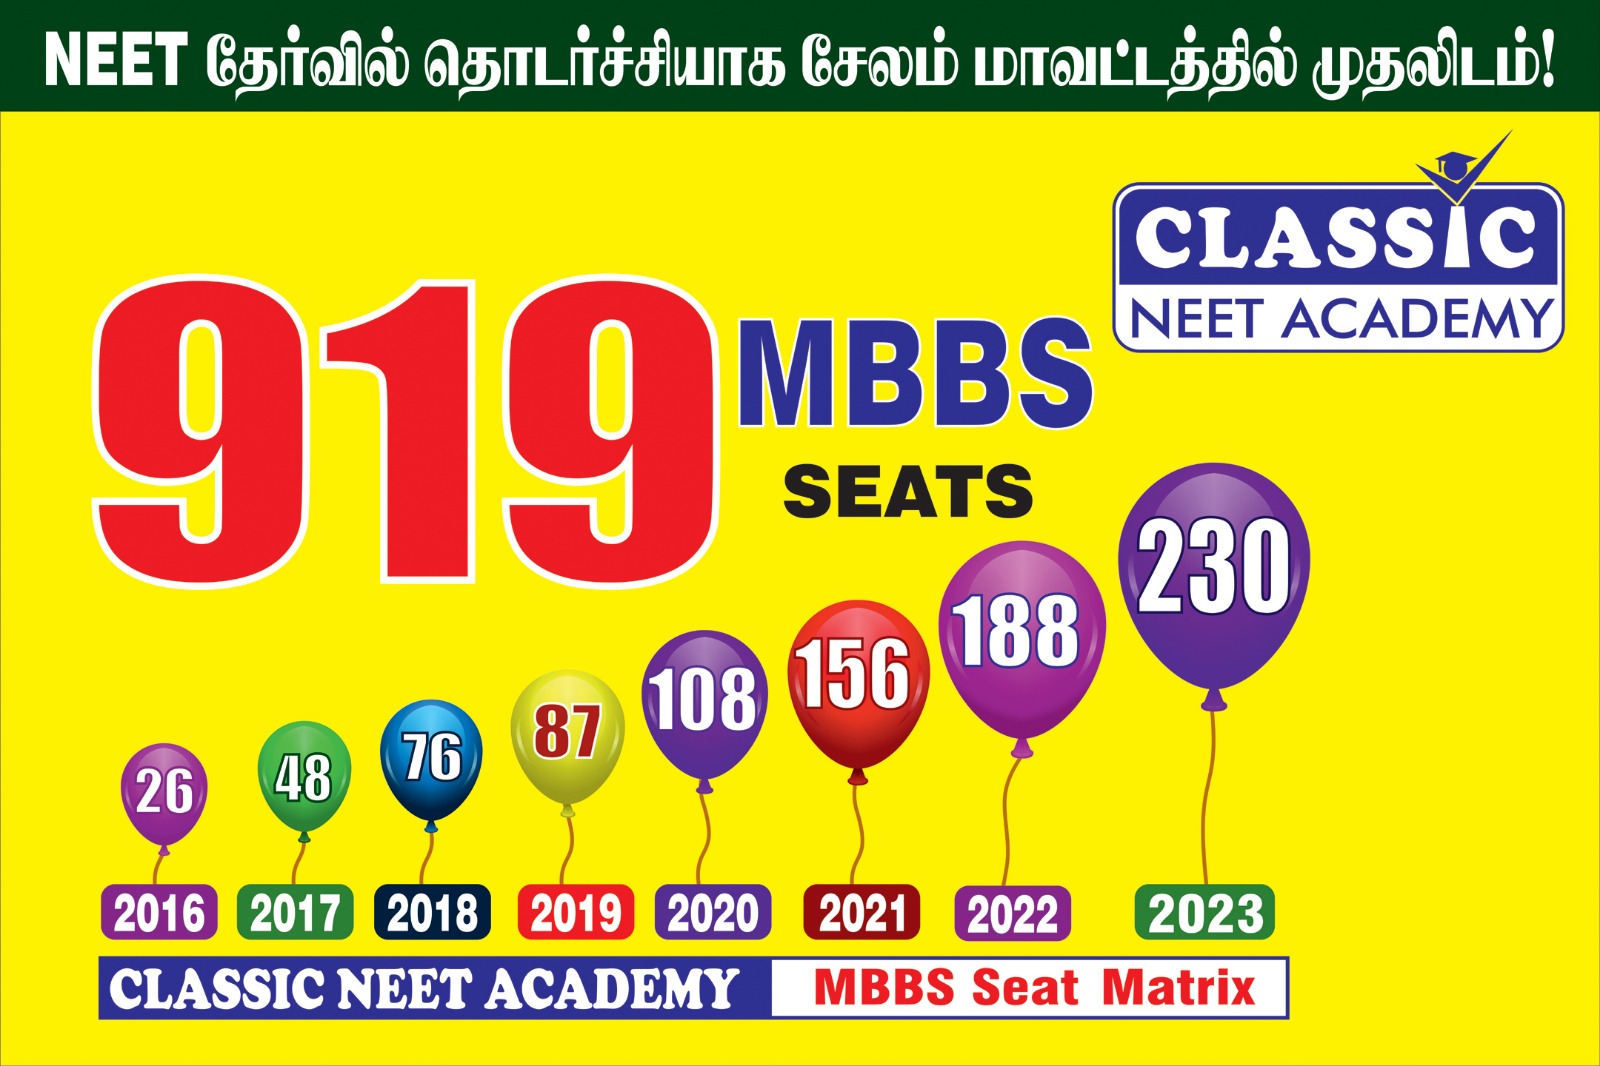 NEET தேர்வில் தொடர்ச்சியாக சேலம் மாவட்டத்தில் முதலிடம்!
CLASSIC
NEET ACADEMY
919 MBBS
SEATS
26 48 76 87 108 156 188 230
2016 2017 2018 2019 2020 2021 2022 2023
CLASSIC NEET ACADEMY MBBS Seat Matrix